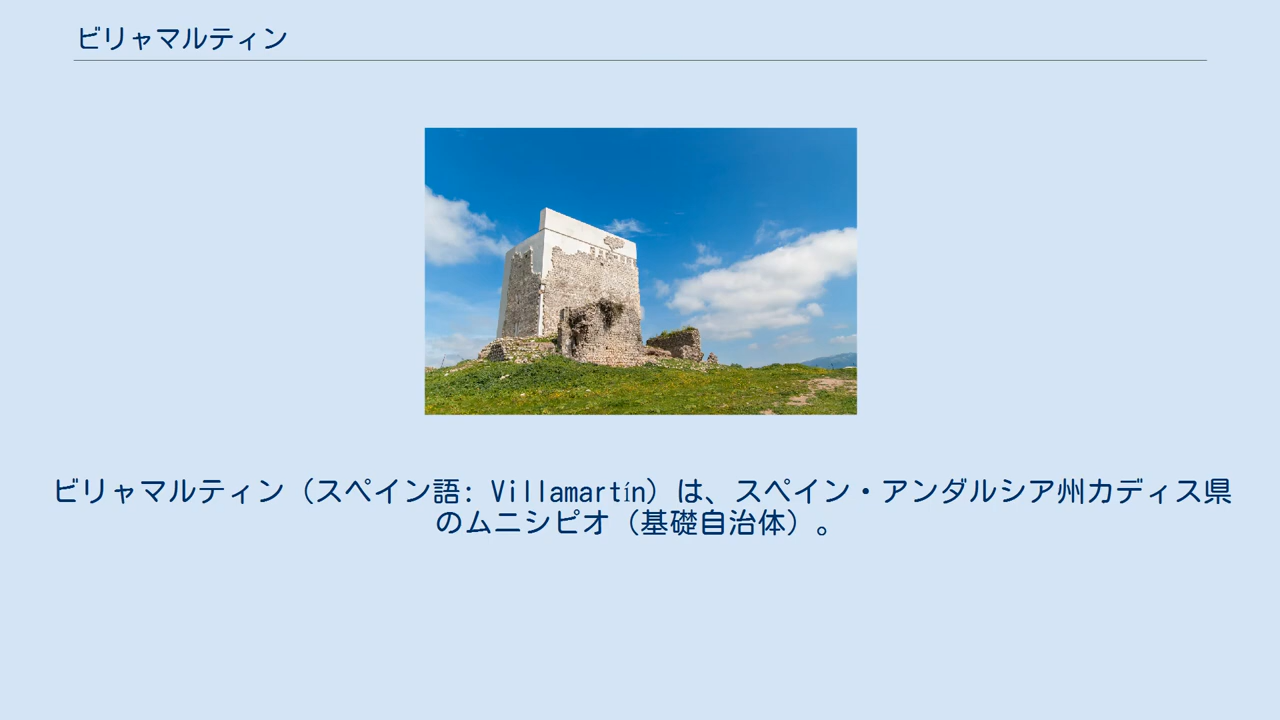 ビリャマルティン
ビリャマルティン（スペイン語: Villamartín）は、スペイン・アンダルシア州カディス県
のムニシピオ（基礎自治体）。